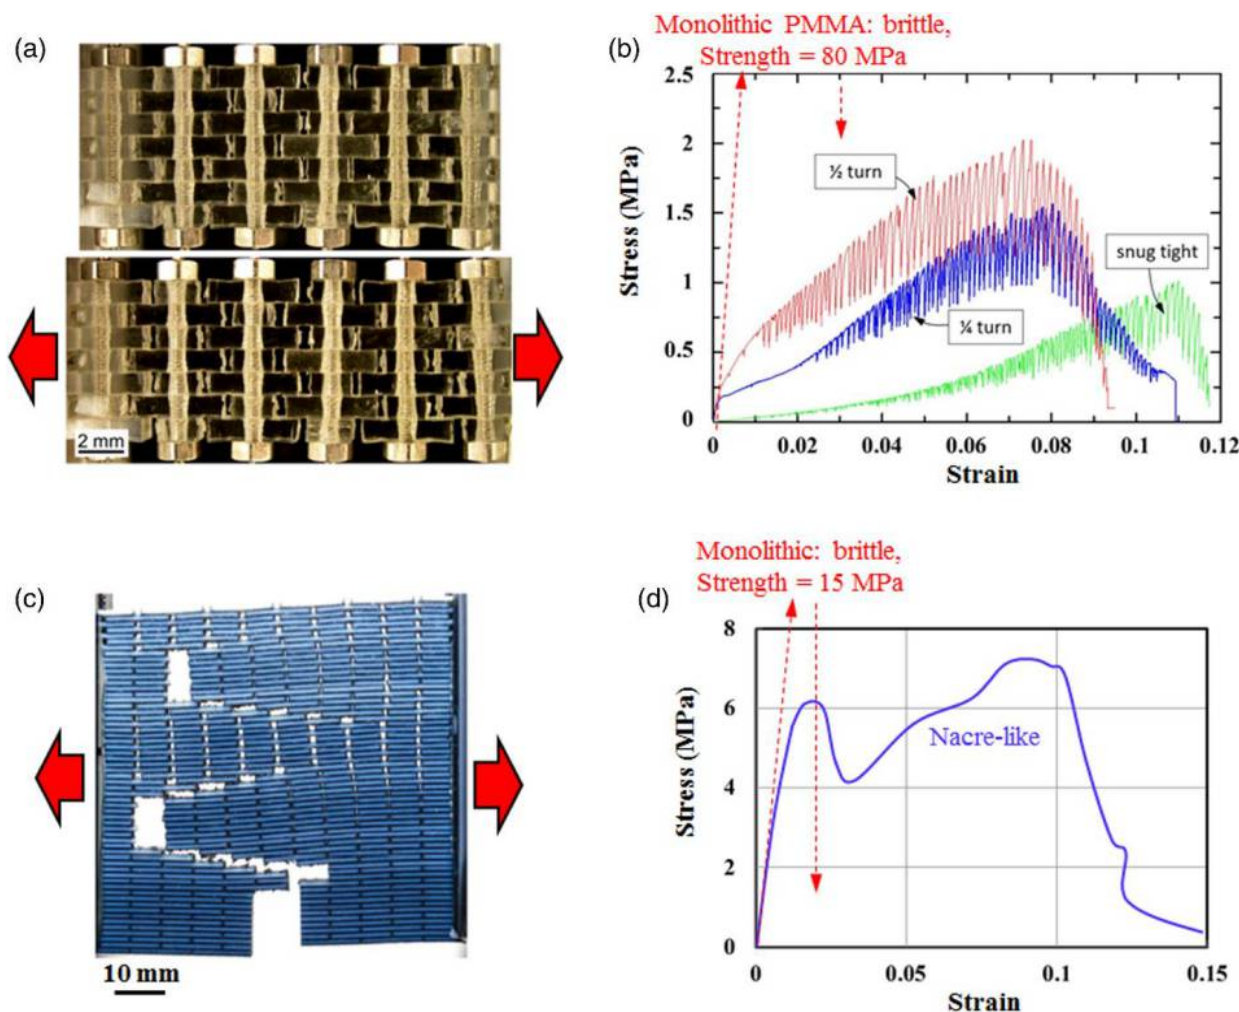 (a)
2 mm
(b)
Monolithic PMMA: brittle,
Strength = 80 MPa
2.5
2
1.5
1
0.5
0
Stress (MPa)
½ turn
¼ turn
snug tight
0
0.02
0.04
0.06
0.08
0.1
0.12
Strain
(c)
10 mm
(d)
Monolithic: brittle,
Strength = 15 MPa
8
6
4
2
0
Stress (MPa)
Nacre-like
0
0.05
0.1
0.15
Strain